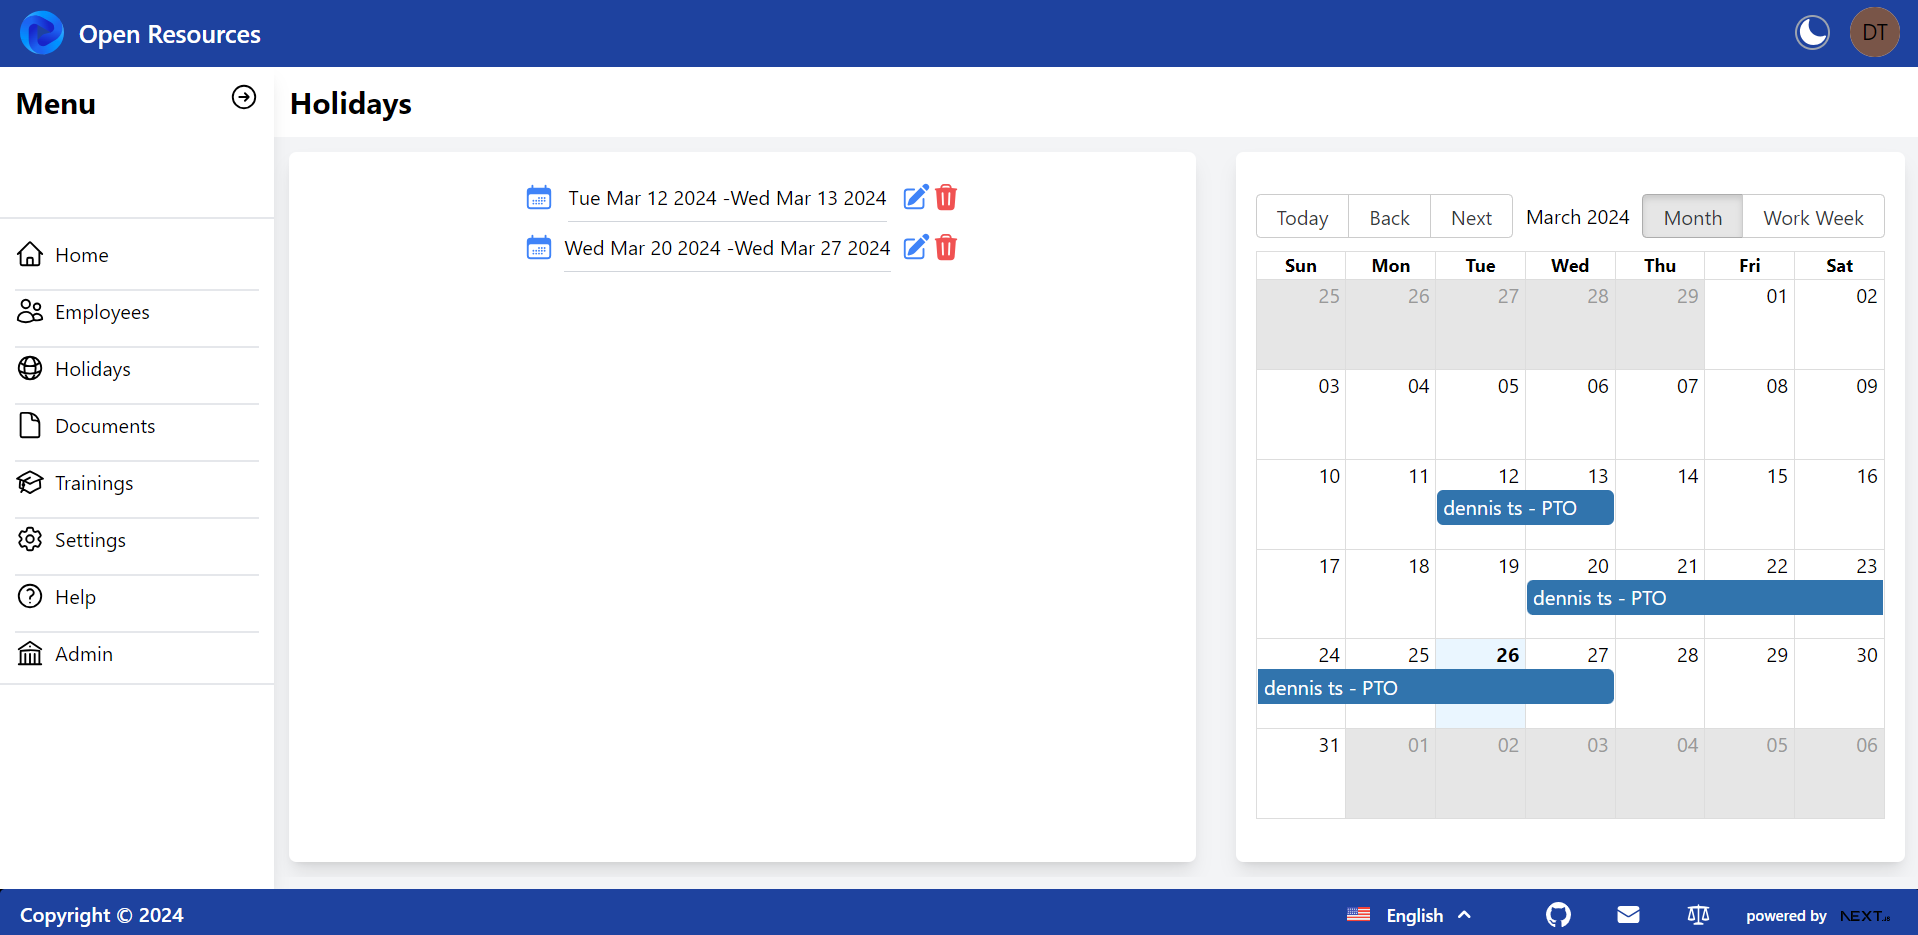 Open Resources
DT
Menu
Home
Employees
Holidays
Documents
Trainings
Settings
Help
Admin
Holidays
Tue Mar 12 2024 -Wed Mar 13 2024
Wed Mar 20 2024 -Wed Mar 27 2024
Today Back Next March 2024 Month Work Week
Sun Mon Tue Wed Thu Fri Sat
25 26 27 28 29 01 02
03 04 05 06 07 08 09
10 11 12 13 14 15 16
dennis ts - PTO
17 18 19 20 21 22 23
dennis ts - PTO
24 25 26 27 28 29 30
dennis ts - PTO
31 01 02 03 04 05 06
Copyright © 2024
English
powered by NEXT.js